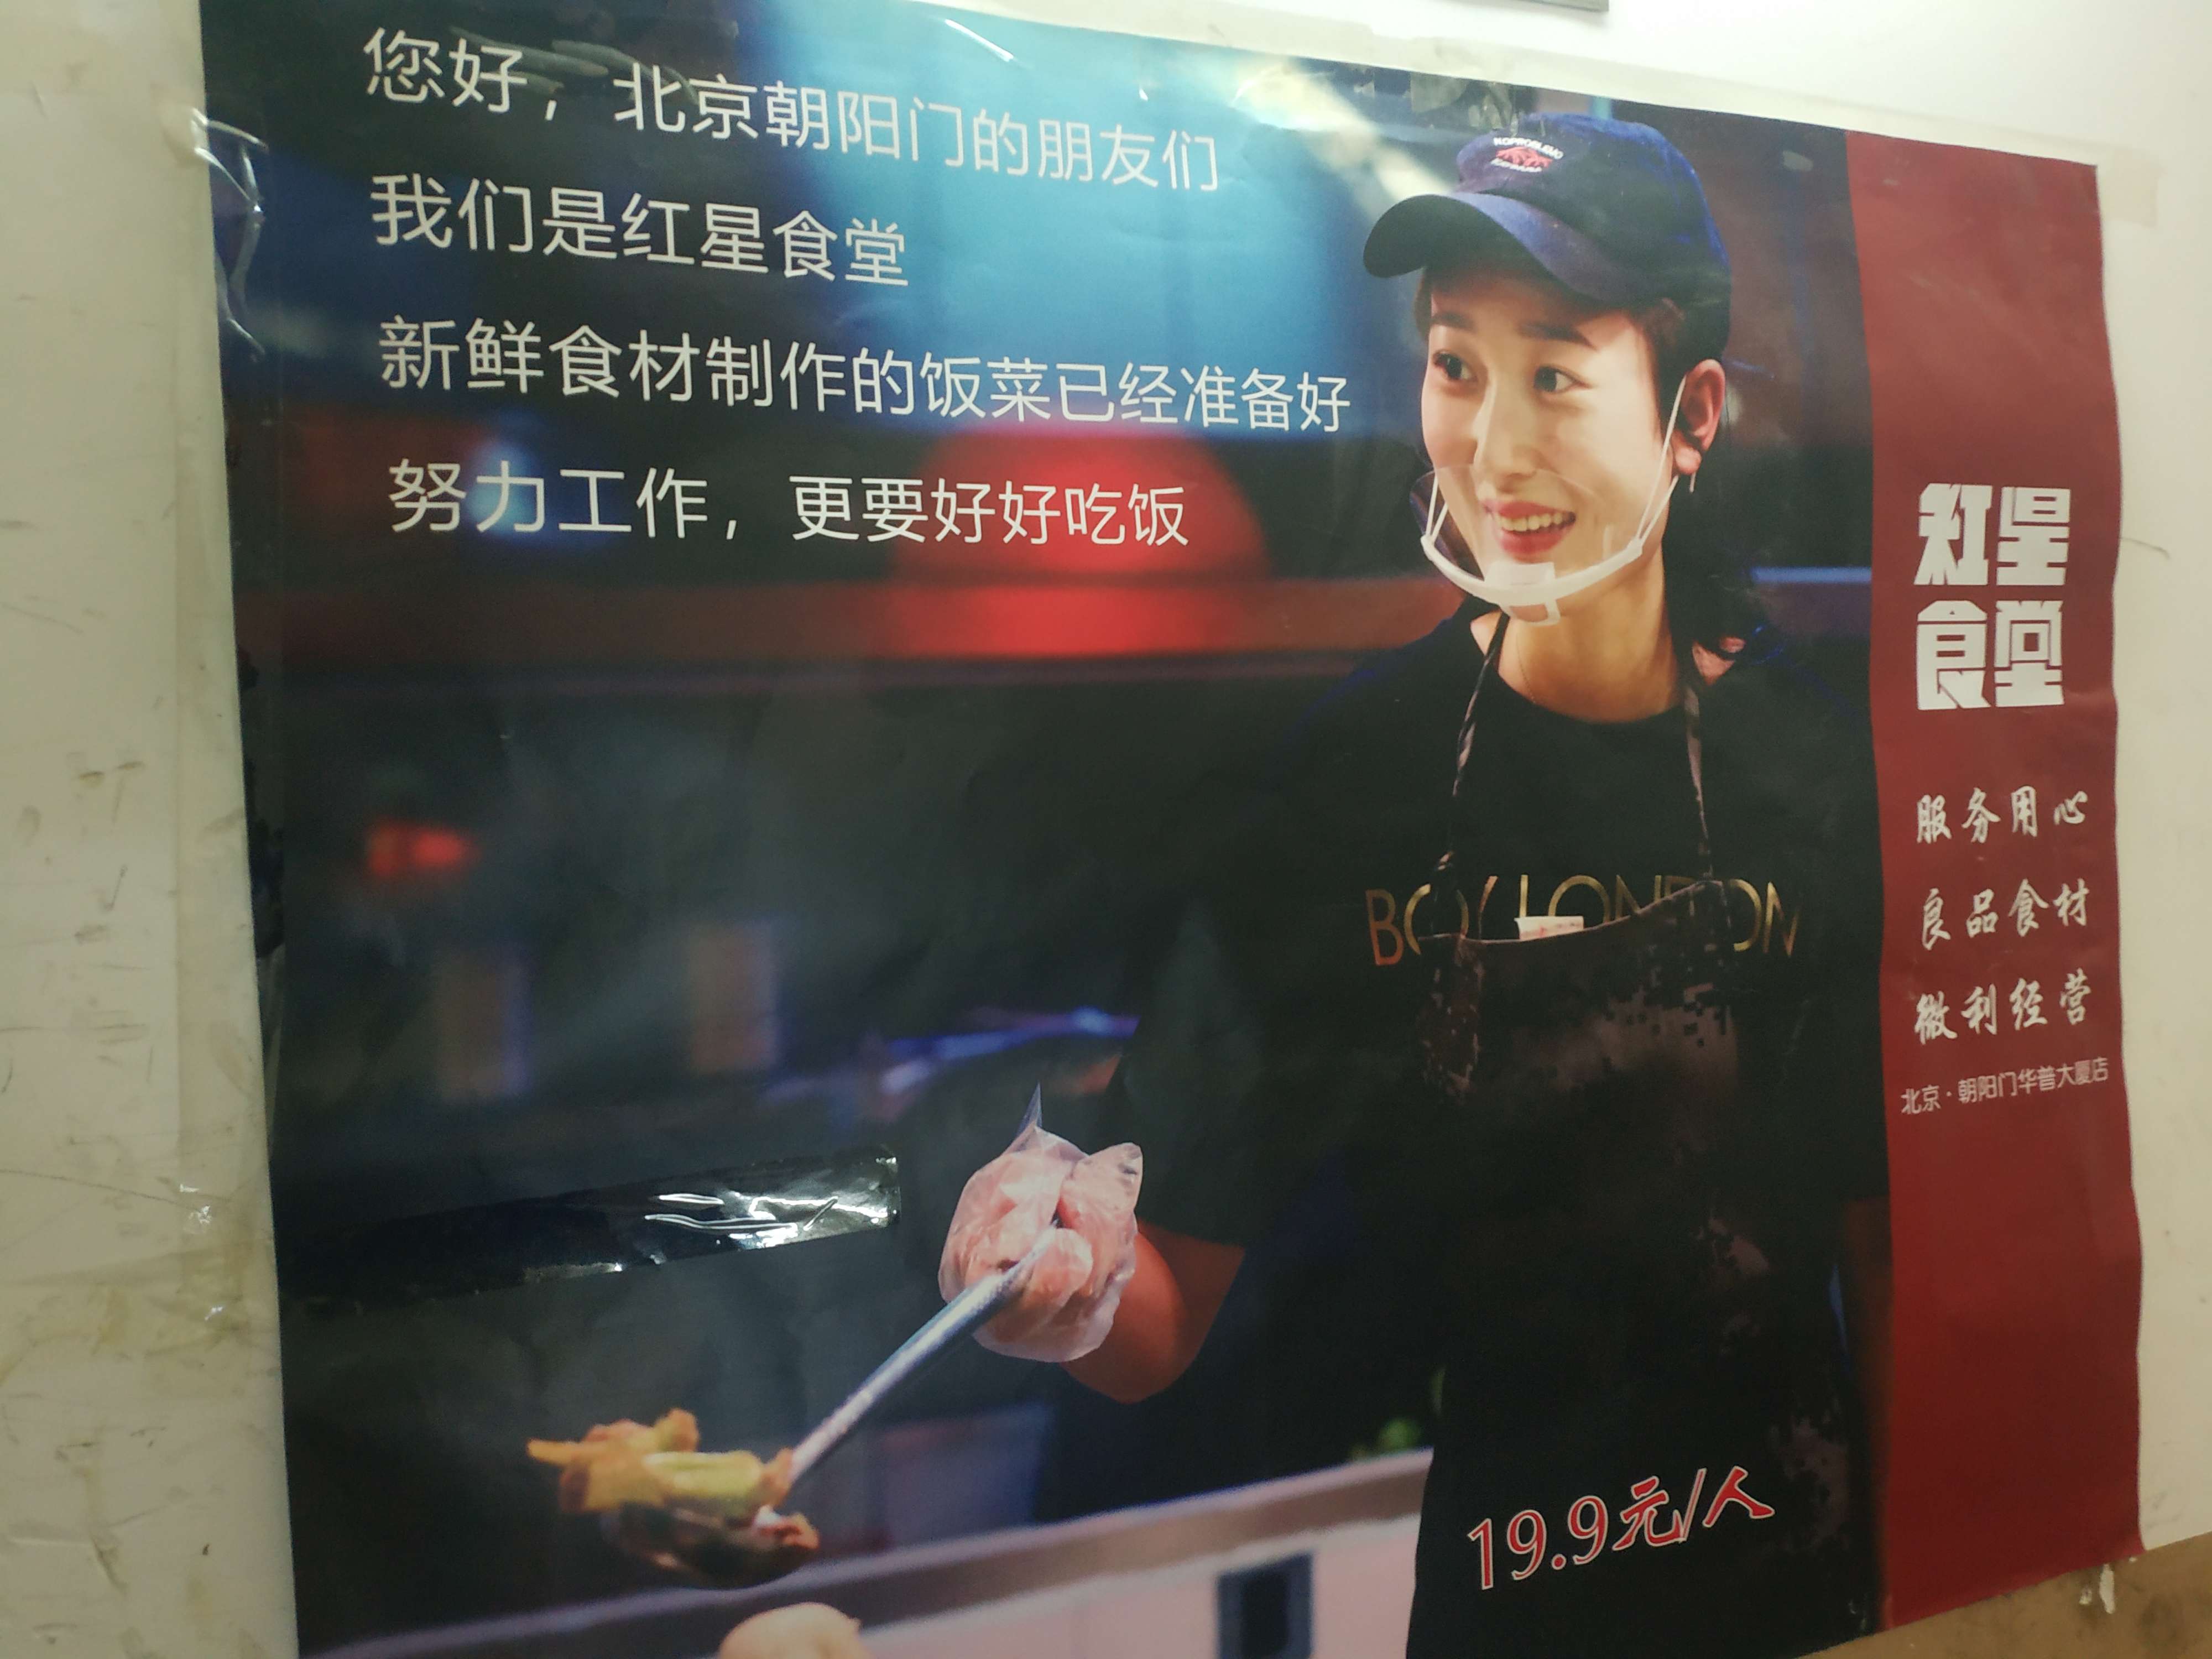 您好，北京朝阳门的朋友们
我们是红星食堂
新鲜食材制作的饭菜已经准备好
努力工作，更要好好吃饭
红星
食堂
服务用心
良品食材
微利经营
北京·朝阳门华普大厦店
BOY LONDON
19.9元/人